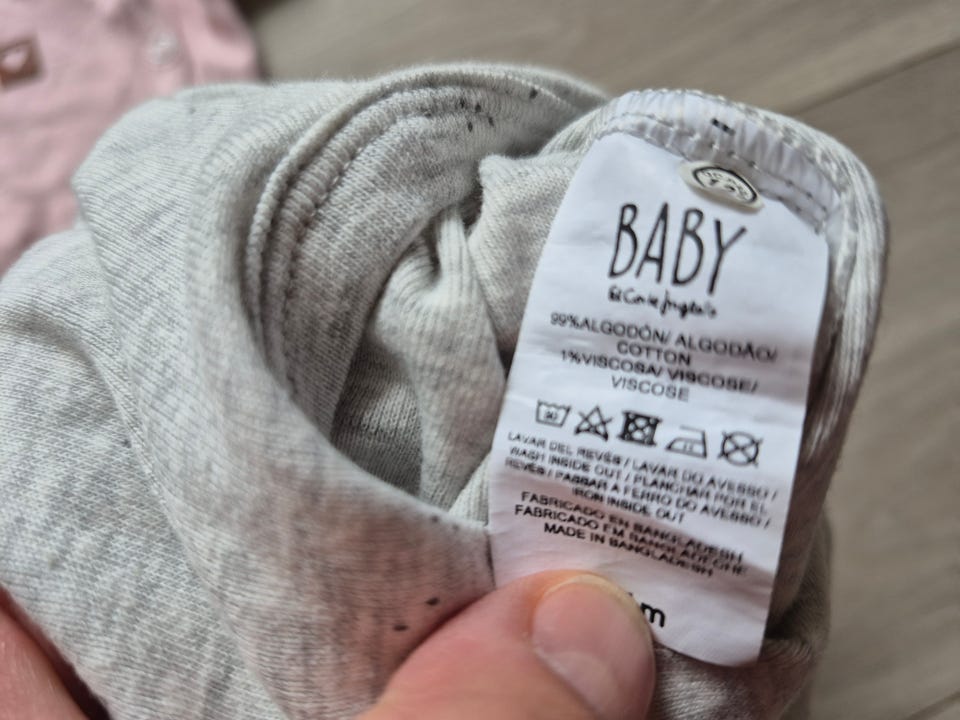 BABY
El Corte Inglés
99%ALGODÓN/ ALGODÃO/
COTTON
1%VISCOSA/ VISCOSE/
VISCOSE
30
LAVAR DEL REVÉS / LAVAR DO AVESSO /
WASH INSIDE OUT / PLANCHAR POR EL
REVÉS / PASSAR A FERRO DO AVESSO /
IRON INSIDE OUT
FABRICADO EN BANGLADESH
FABRICADO EM BANGLADECHE
MADE IN BANGLADESH
m